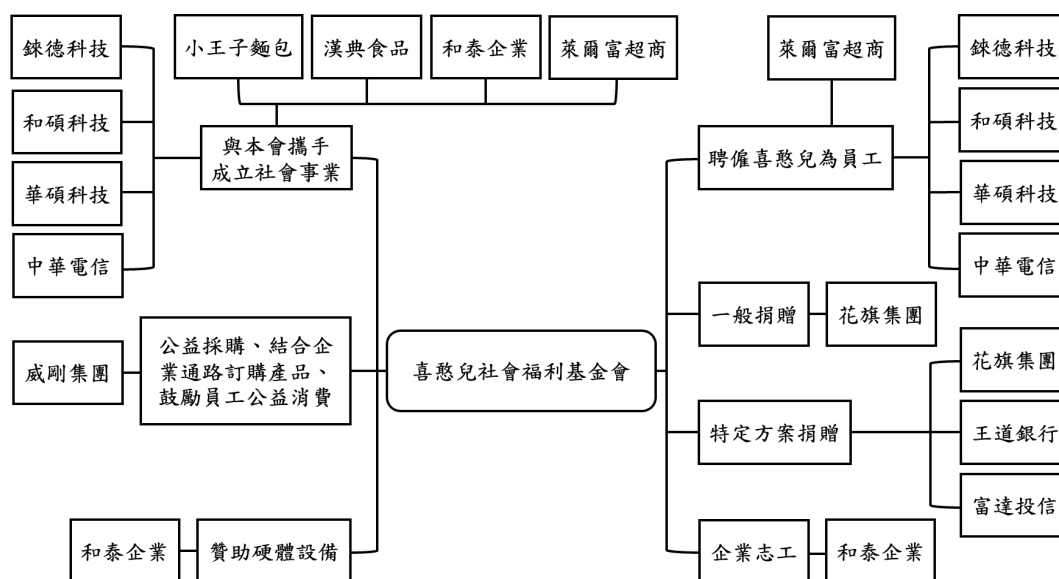 錸德科技
小王子麵包
漢典食品
和泰企業
萊爾富超商
萊爾富超商
錸德科技
和碩科技
與本會攜手
成立社會事業
聘僱喜憨兒為員工
和碩科技
華碩科技
華碩科技
中華電信
中華電信
一般捐贈
花旗集團
威剛集團
公益採購、結合企
業通路訂購產品、
鼓勵員工公益消費
喜憨兒社會福利基金會
花旗集團
特定方案捐贈
王道銀行
富達投信
和泰企業
贊助硬體設備
企業志工
和泰企業